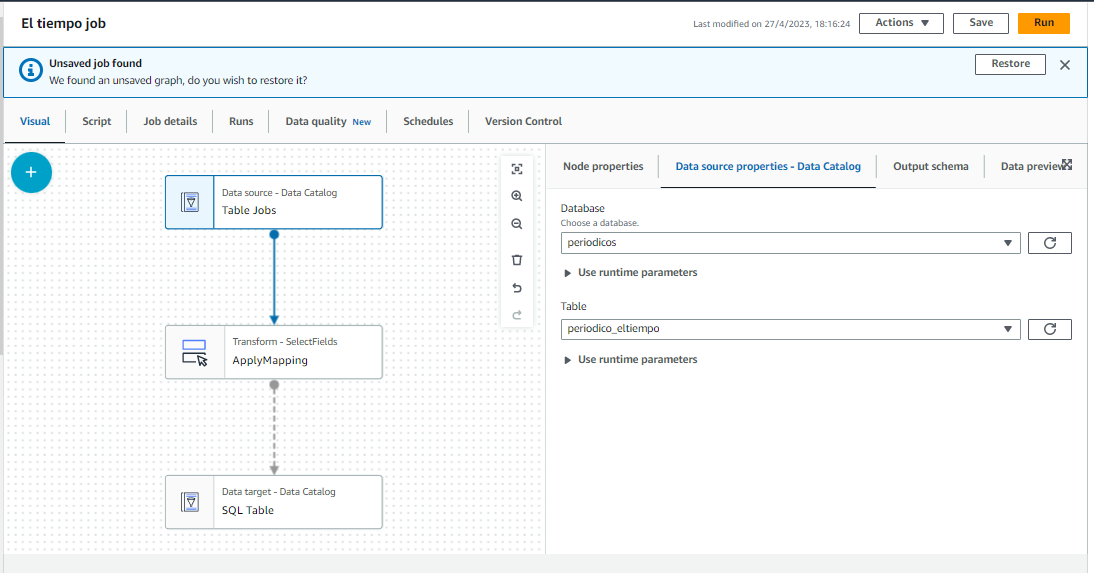 El tiempo job
Last modified on 27/4/2023, 18:16:24
Actions
Save
Run
Unsaved job found
We found an unsaved graph, do you wish to restore it?
Restore
Visual
Script
Job details
Runs
Data quality New
Schedules
Version Control
Data source - Data Catalog
Table Jobs
Transform - SelectFields
ApplyMapping
Data target - Data Catalog
SQL Table
Node properties
Data source properties - Data Catalog
Output schema
Data preview
Database
Choose a database.
periodicos
Use runtime parameters
Table
periodico_eltiempo
Use runtime parameters